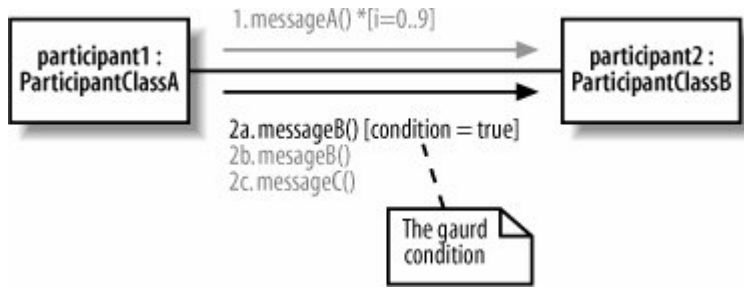 1.messageA() *[i=0..9]
participant1 :
ParticipantClassA
participant2 :
ParticipantClassB
2a.messageB() [condition = true]
2b.mesageB()
2c.messageC()
The gaurd
condition